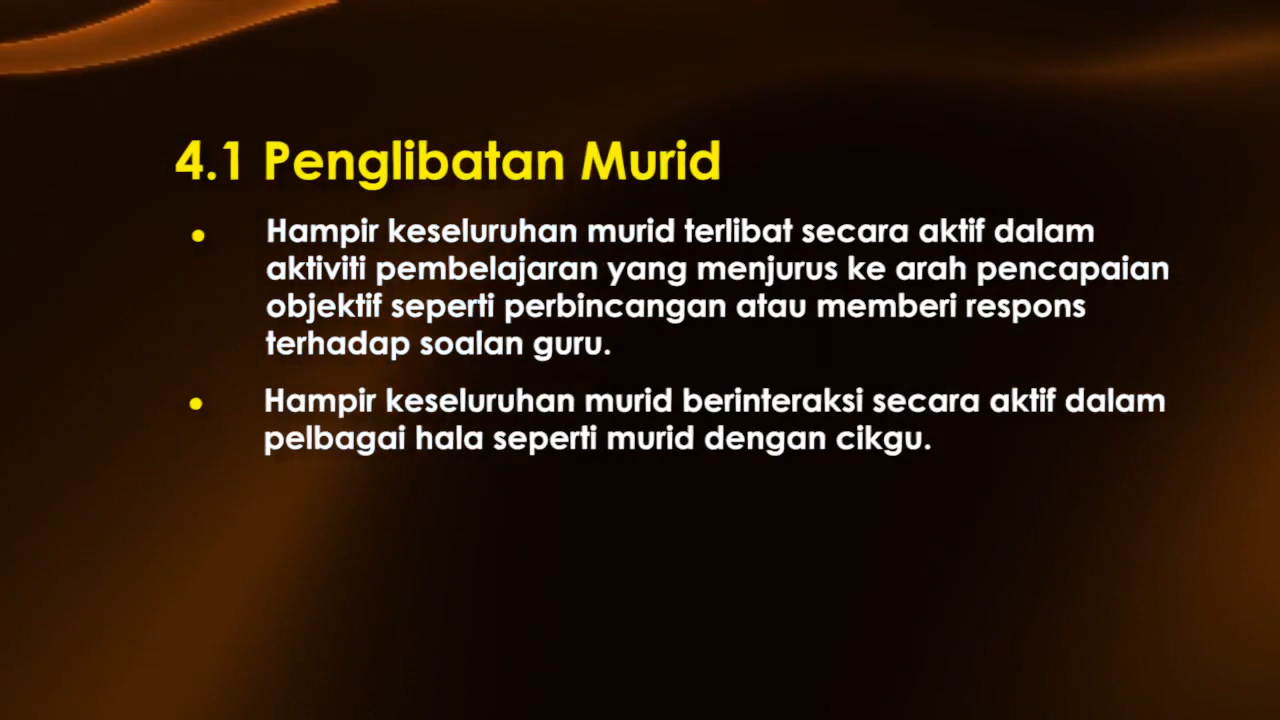 4.1 Penglibatan Murid
• Hampir keseluruhan murid terlibat secara aktif dalam
aktiviti pembelajaran yang menjurus ke arah pencapaian
objektif seperti perbincangan atau memberi respons
terhadap soalan guru.
• Hampir keseluruhan murid berinteraksi secara aktif dalam
pelbagai hala seperti murid dengan cikgu.